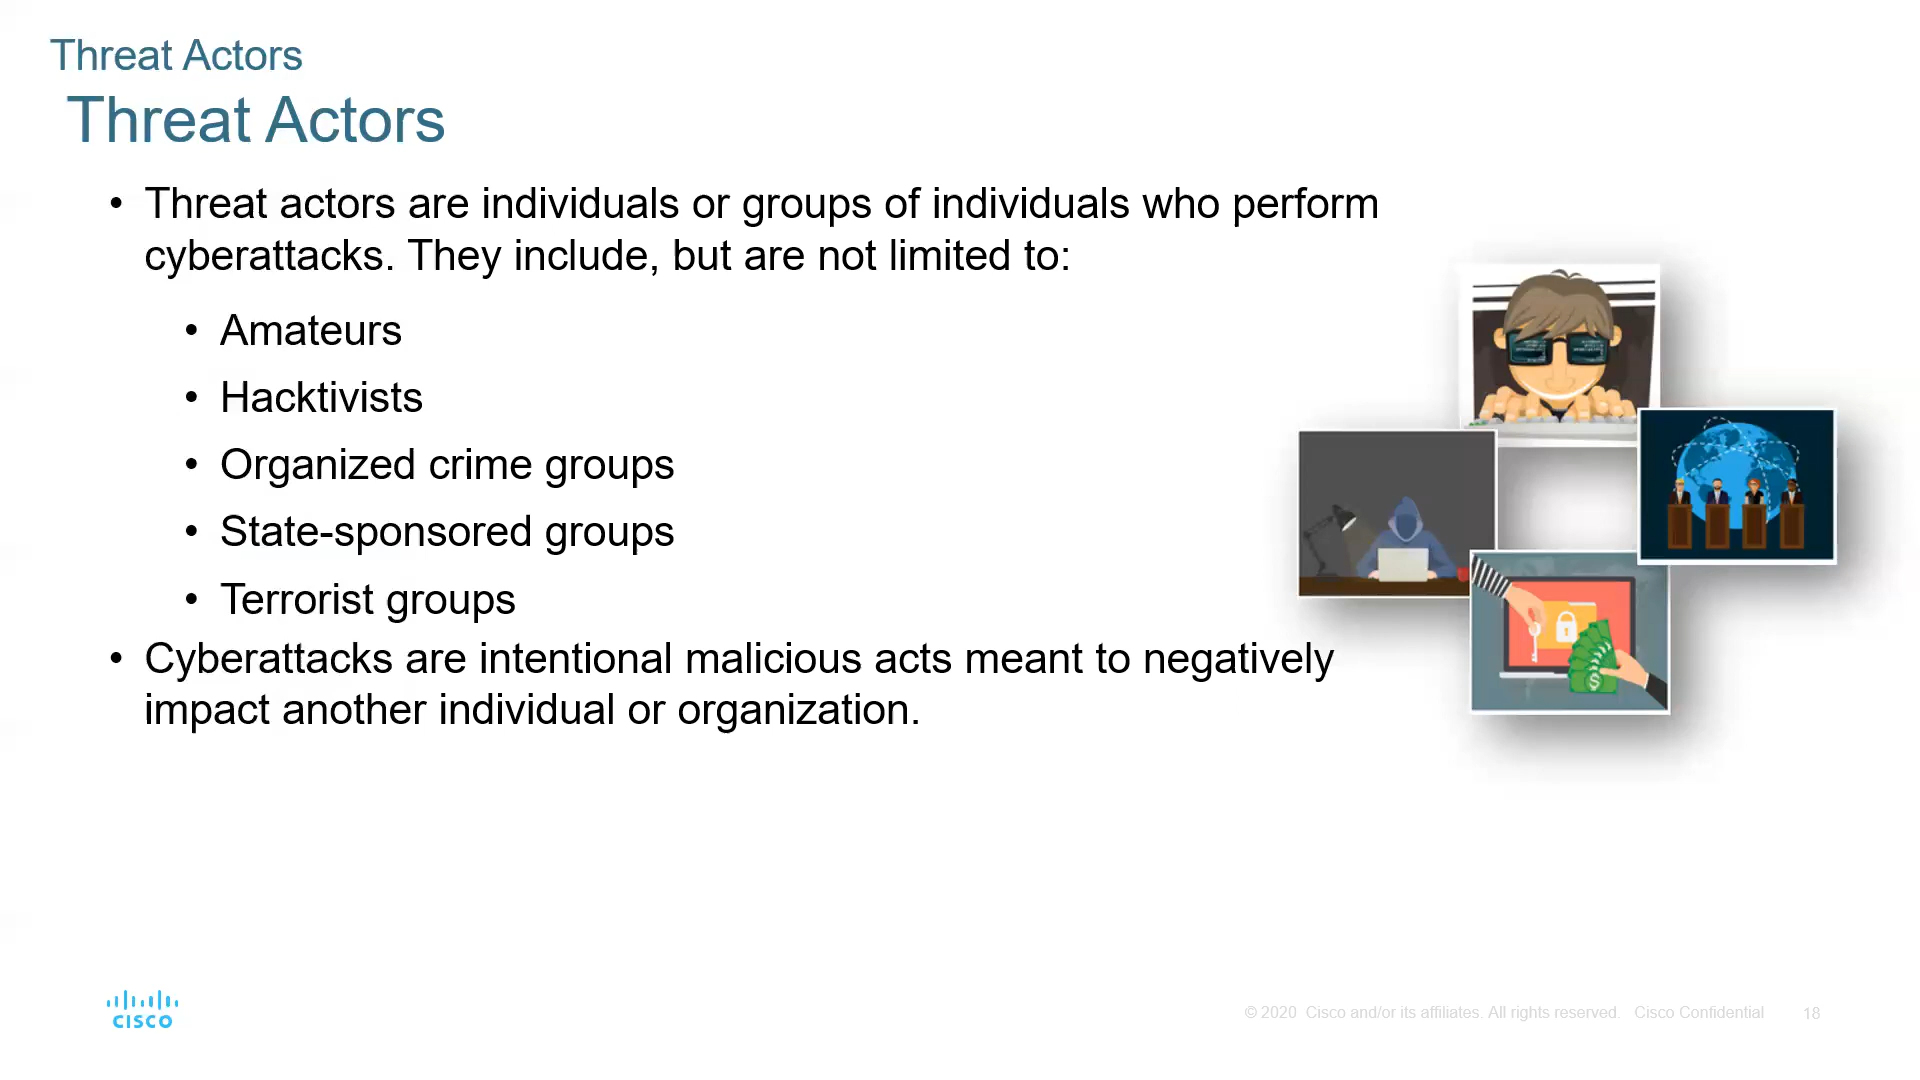 Threat Actors
Threat Actors
• Threat actors are individuals or groups of individuals who perform
cyberattacks. They include, but are not limited to:
• Amateurs
• Hacktivists
• Organized crime groups
• State-sponsored groups
• Terrorist groups
• Cyberattacks are intentional malicious acts meant to negatively
impact another individual or organization.
$
CISCO
© 2020 Cisco and/or its affiliates. All rights reserved. Cisco Confidential 18